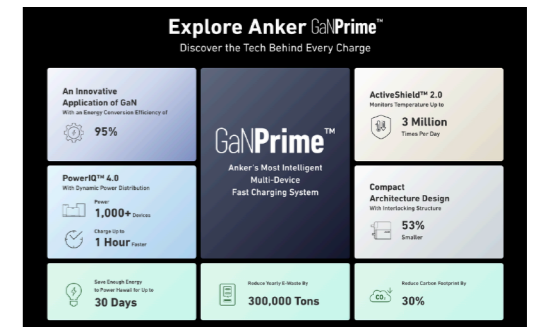 Explore Anker GaNPrime™
Discover the Tech Behind Every Charge
An Innovative
Application of GaN
With an Energy Conversion Efficiency of
95%
PowerIQ™ 4.0
With Dynamic Power Distribution
Power
1,000+ Devices
Charge Up to
1 Hour Faster
GaNPrime™
Anker's Most Intelligent
Multi-Device
Fast Charging System
ActiveShield™ 2.0
Monitors Temperature Up to
3 Million
Times Per Day
Compact
Architecture Design
With Interlocking Structure
53%
Smaller
Save Enough Energy
to Power Hawaii for Up to
30 Days
Reduce Yearly E-Waste By
300,000 Tons
CO₂
Reduce Carbon Footprint By
30%